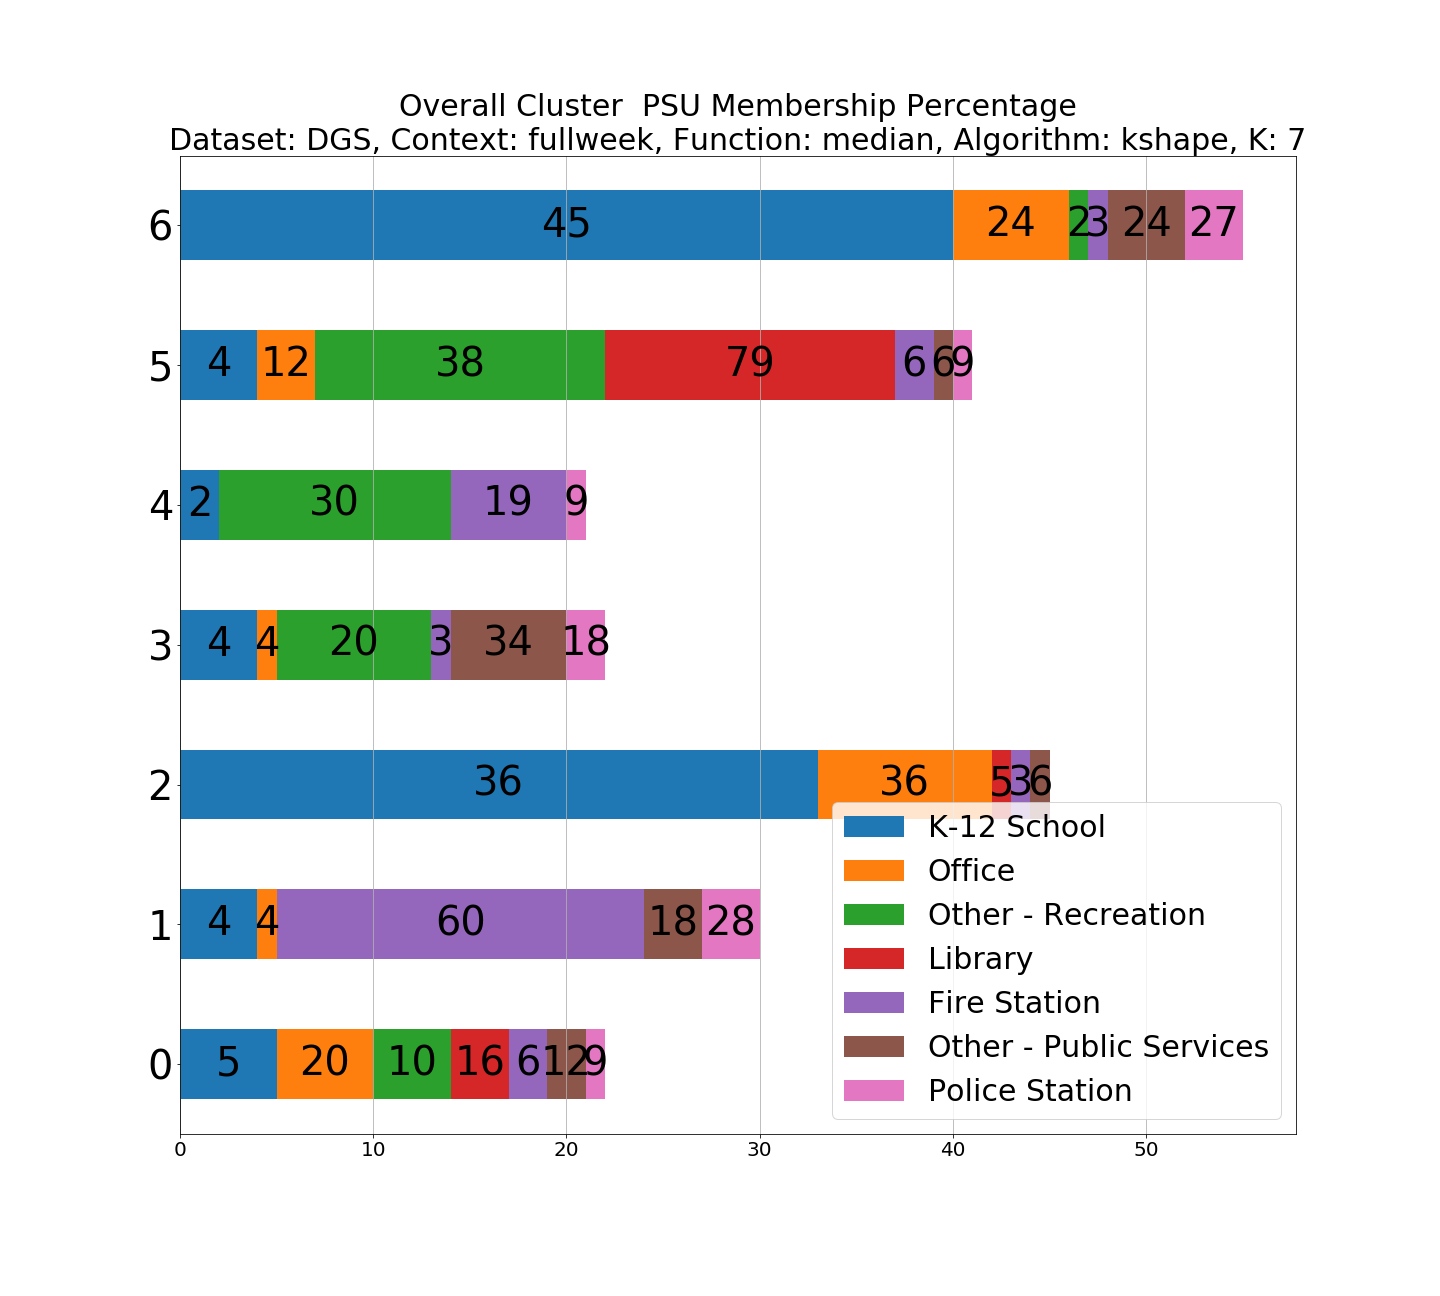 Overall Cluster  PSU Membership Percentage
Dataset: DGS, Context: fullweek, Function: median, Algorithm: kshape, K: 7
6 45 24 2 3 24 27
5 4 12 38 79 6 6 9
4 2 30 19 9
3 4 4 20 3 34 18
2 36 36 5 3 6
K-12 School
Office
Other - Recreation
1 4 4 60 18 28
Library
Fire Station
Other - Public Services
0 5 20 10 16 6 12 9
Police Station
0 10 20 30 40 50